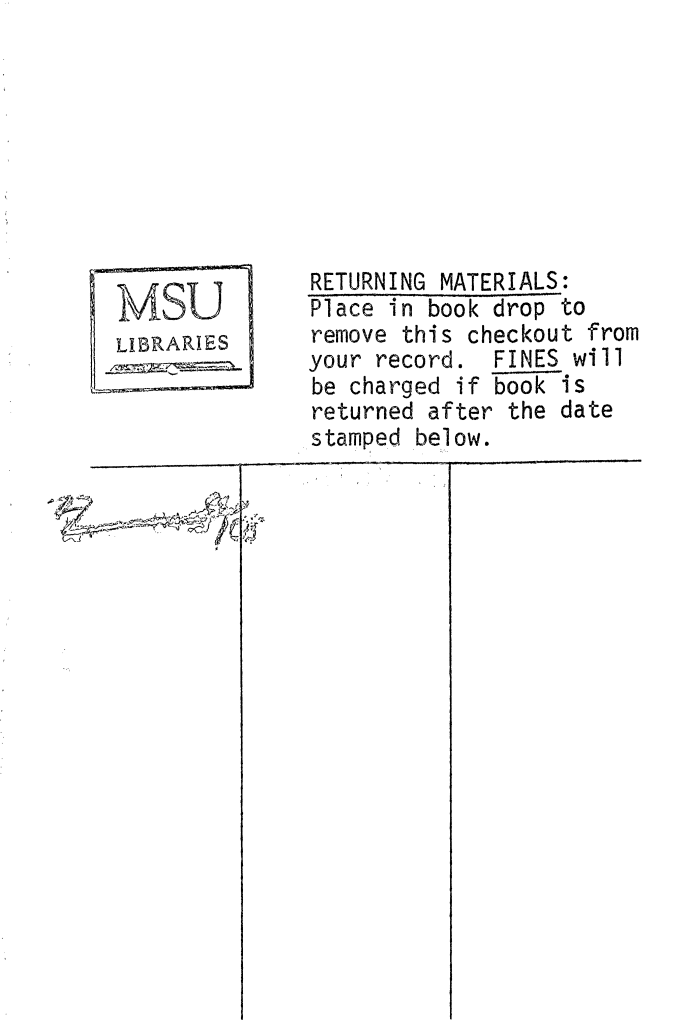 MSU
LIBRARIES
RETURNING MATERIALS:
Place in book drop to
remove this checkout from
your record. FINES will
be charged if book is
returned after the date
stamped below.